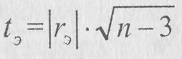 tэ = |rэ| · √n − 3